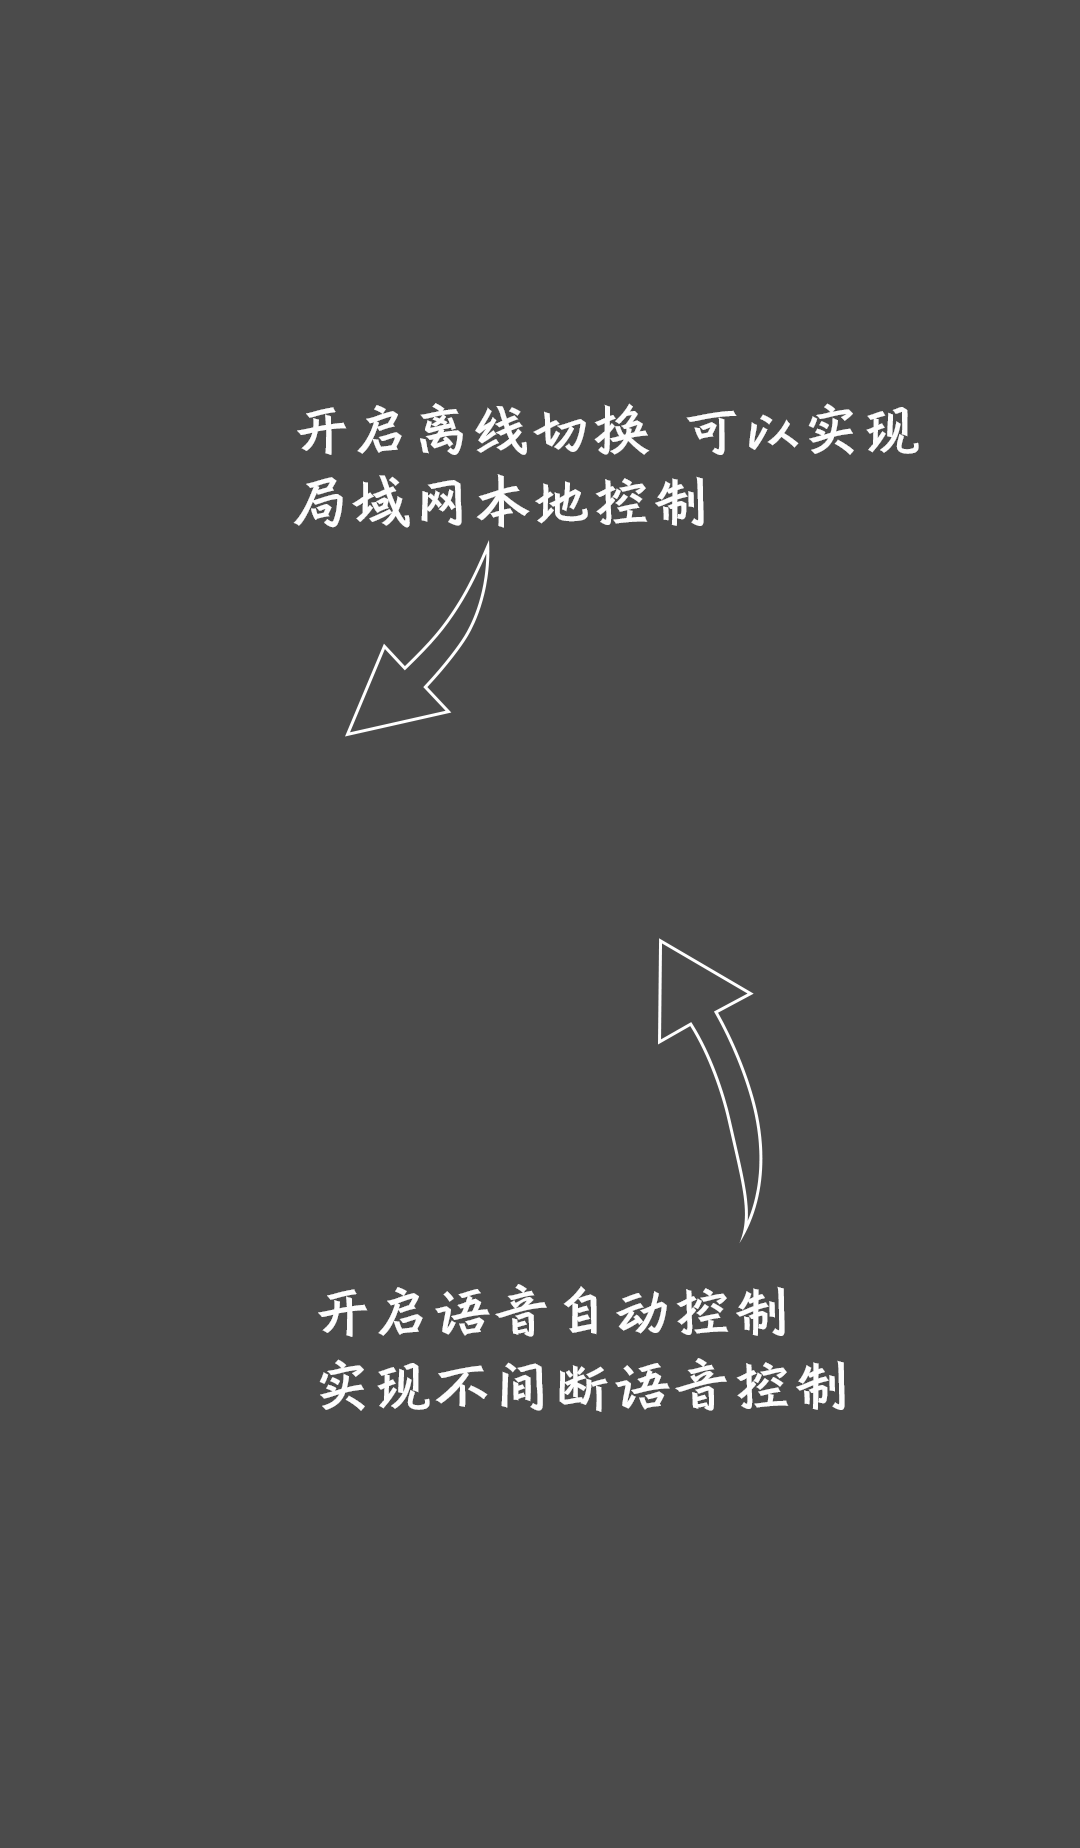 开启离线切换 可以实现
局域网本地控制
开启语音自动控制
实现不间断语音控制